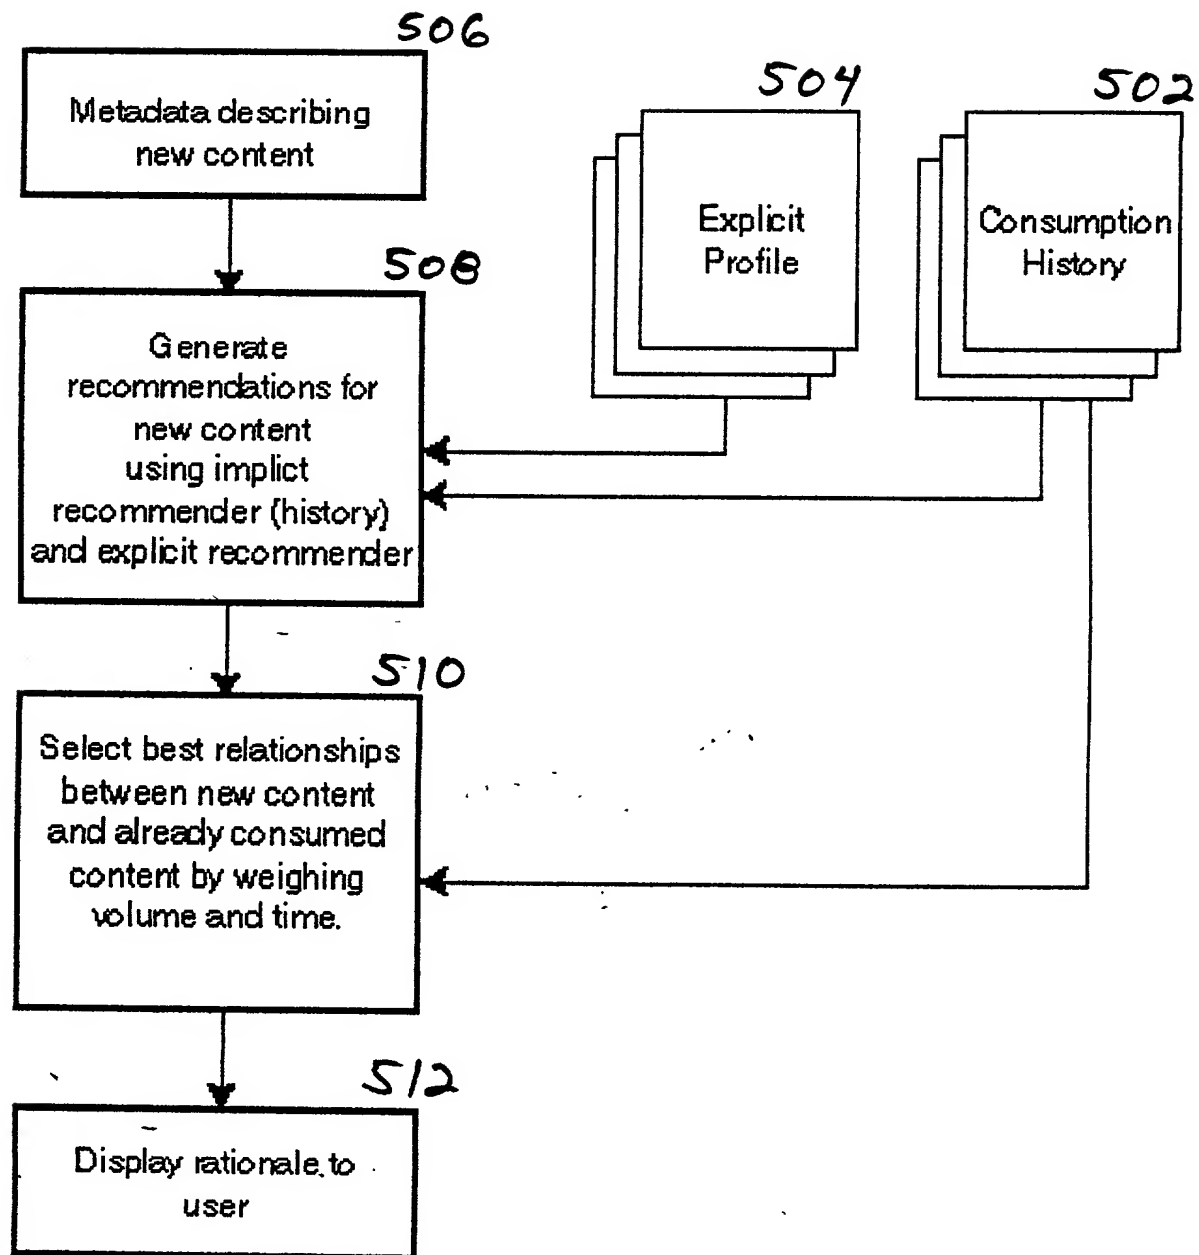 506
Metadata describing
new content
504
502
Explicit
Profile
Consumption
History
508
Generate
recommendations for
new content
using implict
recommender (history)
and explicit recommender
510
Select best relationships
between new content
and already consumed
content by weighing
volume and time.
512
Display rationale to
user